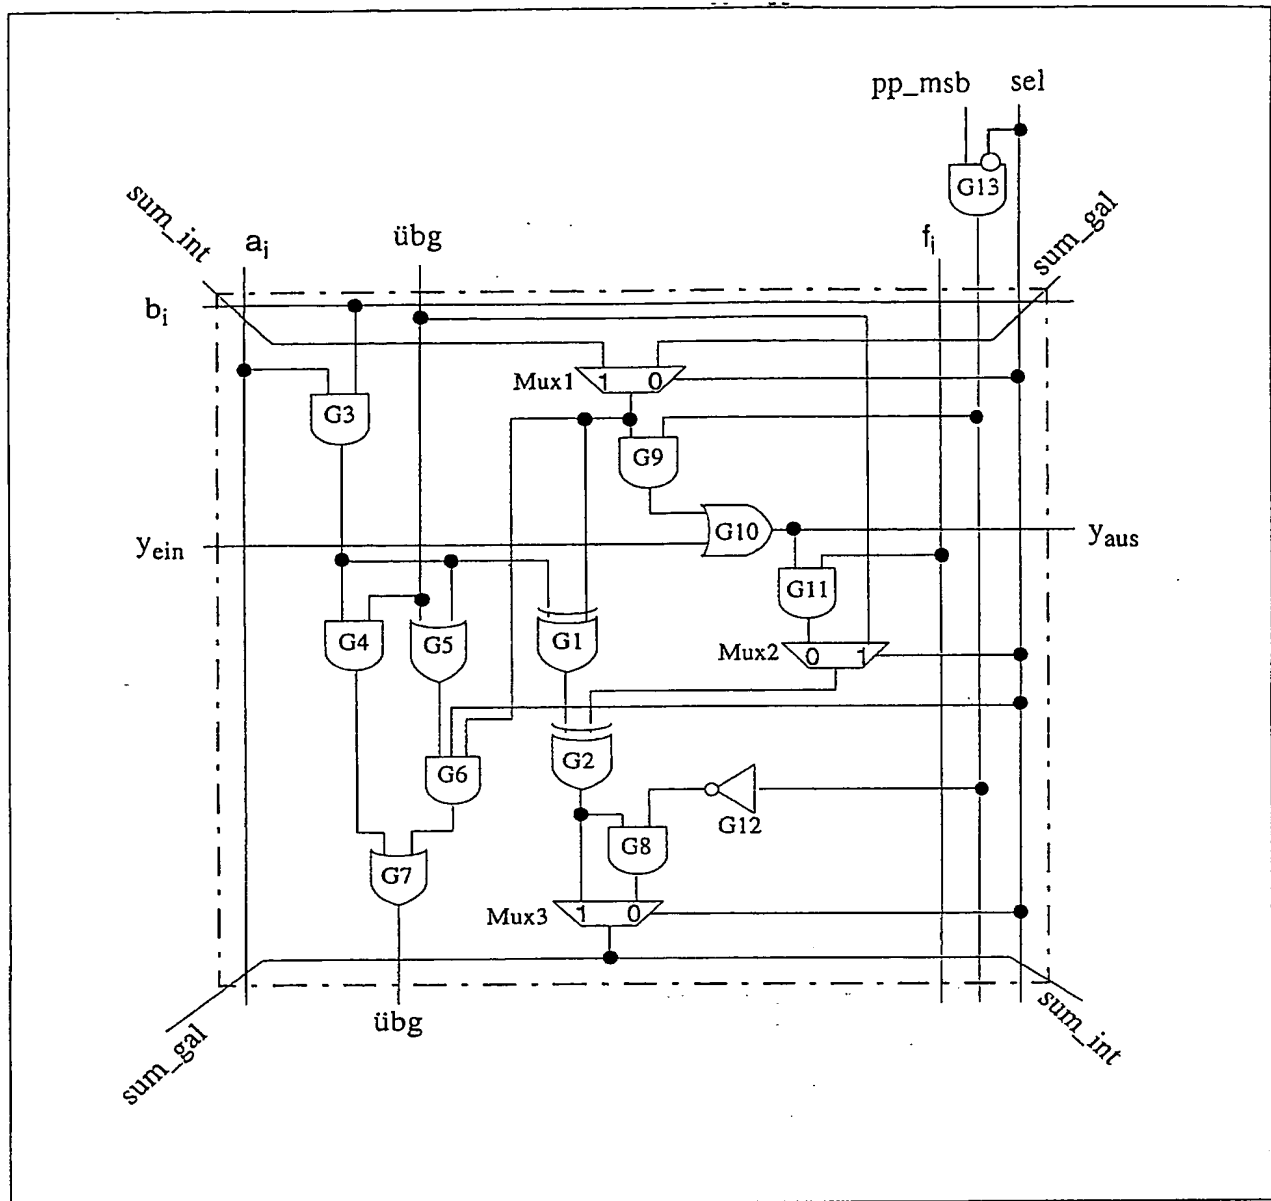 pp_msb sel
G13
sum_int
a_i
übg
f_i
sum_gal
b_i
Mux1
1 0
G3
G9
y_ein
G10
y_aus
G11
G4
G5
G1
Mux2
0 1
G2
G6
G12
G8
G7
Mux3
1 0
übg
sum_gal
sum_int